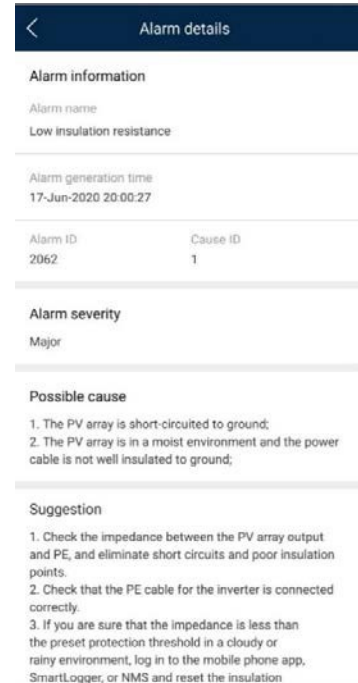 Alarm details
Alarm information
Alarm name
Low insulation resistance
Alarm generation time
17-Jun-2020 20:00:27
Alarm ID
Cause ID
2062
1
Alarm severity
Major
Possible cause
1. The PV array is short-circuited to ground;
2. The PV array is in a moist environment and the power
cable is not well insulated to ground;
Suggestion
1. Check the impedance between the PV array output
and PE, and eliminate short circuits and poor insulation
points.
2. Check that the PE cable for the inverter is connected
correctly.
3. If you are sure that the impedance is less than
the preset protection threshold in a cloudy or
rainy environment, log in to the mobile phone app,
SmartLogger, or NMS and reset the insulation